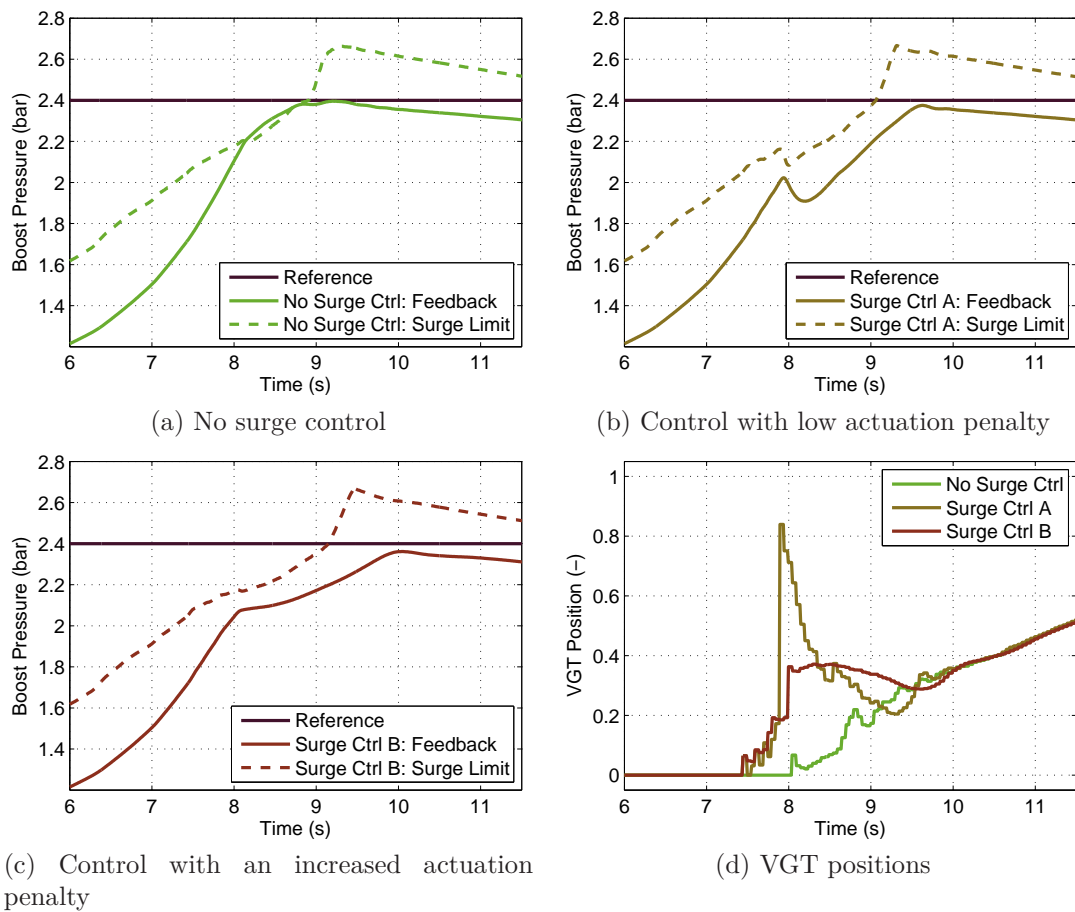 2.8
2.6
2.4
2.2
2
1.8
1.6
1.4
Boost Pressure (bar)
Reference
No Surge Ctrl: Feedback
No Surge Ctrl: Surge Limit
6 7 8 9 10 11
Time (s)
(a) No surge control
2.8
2.6
2.4
2.2
2
1.8
1.6
1.4
Boost Pressure (bar)
Reference
Surge Ctrl A: Feedback
Surge Ctrl A: Surge Limit
6 7 8 9 10 11
Time (s)
(b) Control with low actuation penalty
2.8
2.6
2.4
2.2
2
1.8
1.6
1.4
Boost Pressure (bar)
Reference
Surge Ctrl B: Feedback
Surge Ctrl B: Surge Limit
6 7 8 9 10 11
Time (s)
(c) Control with an increased actuation
penalty
1
0.8
0.6
0.4
0.2
0
VGT Position (−)
No Surge Ctrl
Surge Ctrl A
Surge Ctrl B
6 7 8 9 10 11
Time (s)
(d) VGT positions